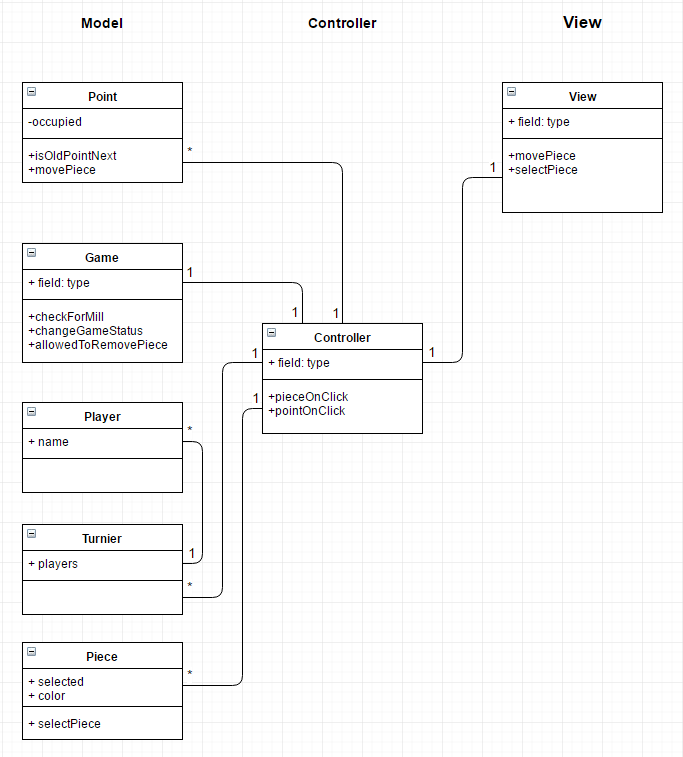 Model
Controller
View
Point
-occupied
+isOldPointNext
+movePiece
*
View
+ field: type
+movePiece
+selectPiece
1
Game
+ field: type
+checkForMill
+changeGameStatus
+allowedToRemovePiece
1
1
1
Controller
+ field: type
+pieceOnClick
+pointOnClick
1
1
1
Player
+ name
*
Turnier
+ players
1
*
Piece
+ selected
+ color
+ selectPiece
*